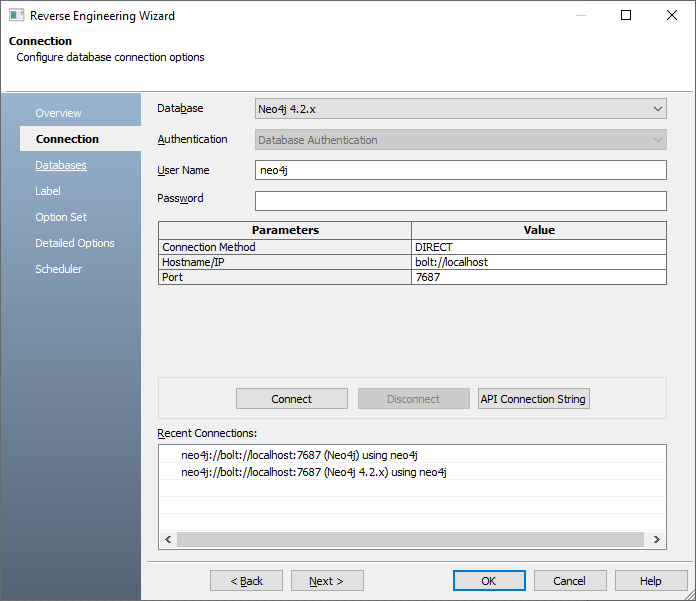 Reverse Engineering Wizard
Connection
Configure database connection options
Overview
Connection
Databases
Label
Option Set
Detailed Options
Scheduler
Database Neo4j 4.2.x
Authentication Database Authentication
User Name neo4j
Password
Parameters Value
Connection Method DIRECT
Hostname/IP bolt://localhost
Port 7687
Connect Disconnect API Connection String
Recent Connections:
neo4j://bolt://localhost:7687 (Neo4j) using neo4j
neo4j://bolt://localhost:7687 (Neo4j 4.2.x) using neo4j
< Back Next > OK Cancel Help